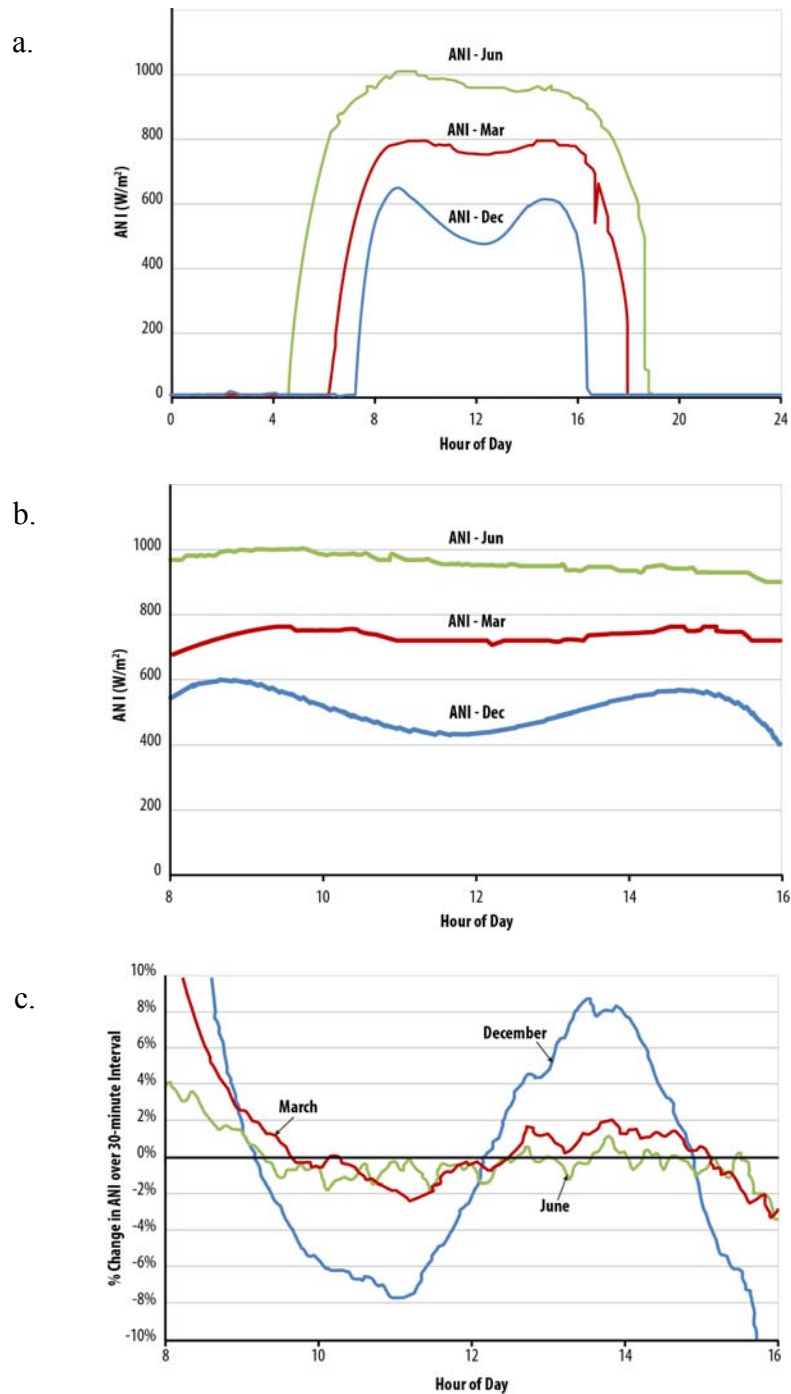 a.
ANI - Jun
1000
ANI - Mar
800
ANI (W/m²)
600
ANI - Dec
400
200
0
0 4 8 12 16 20 24
Hour of Day
b.
ANI - Jun
1000
800
ANI - Mar
ANI (W/m²)
600
ANI - Dec
400
200
0
8 10 12 14 16
Hour of Day
c.
10%
8%
December
6%
4%
March
2%
0%
-2%
June
-4%
-6%
-8%
-10%
% Change in ANI over 30-minute Interval
8 10 12 14 16
Hour of Day